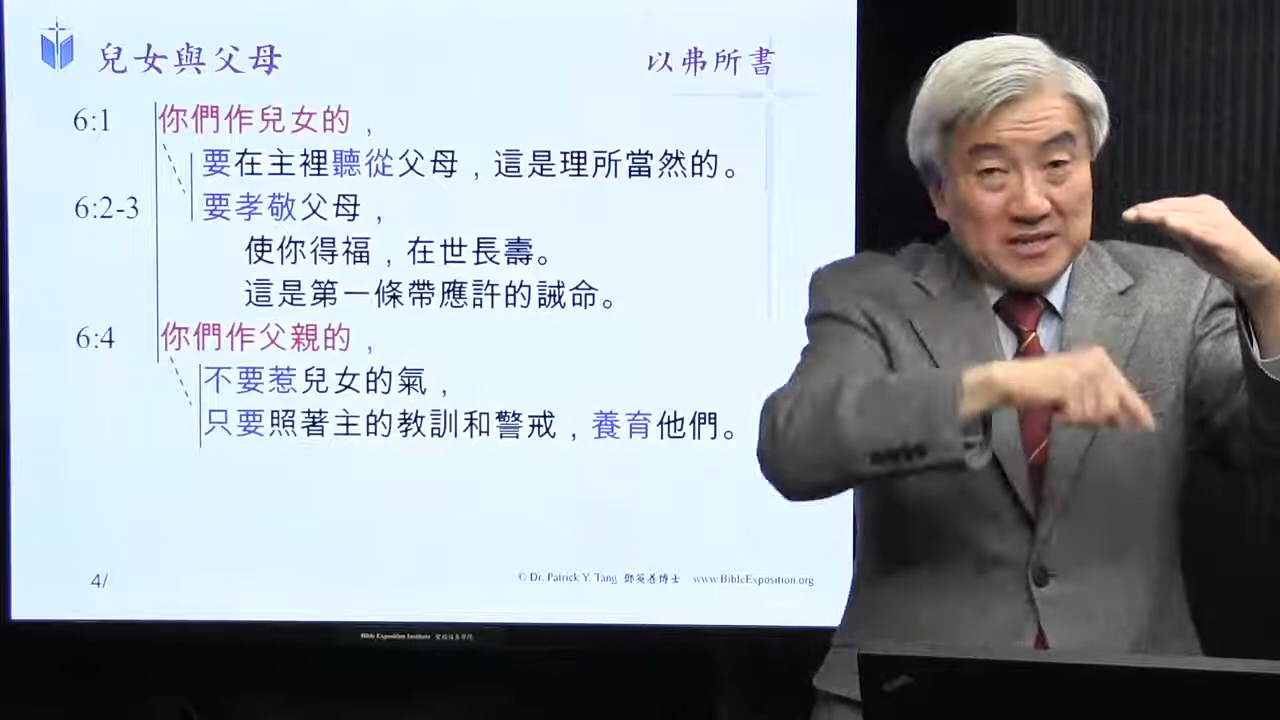 兒女與父母
以弗所書
6:1 你們作兒女的，
要在主裡聽從父母，這是理所當然的。
6:2-3 要孝敬父母，
使你得福，在世長壽。
這是第一條帶應許的誡命。
6:4 你們作父親的，
不要惹兒女的氣，
只要照著主的教訓和警戒，養育他們。
4/
© Dr. Patrick Y. Tang 鄧英善博士 www.BibleExposition.org
Bible Exposition Institute